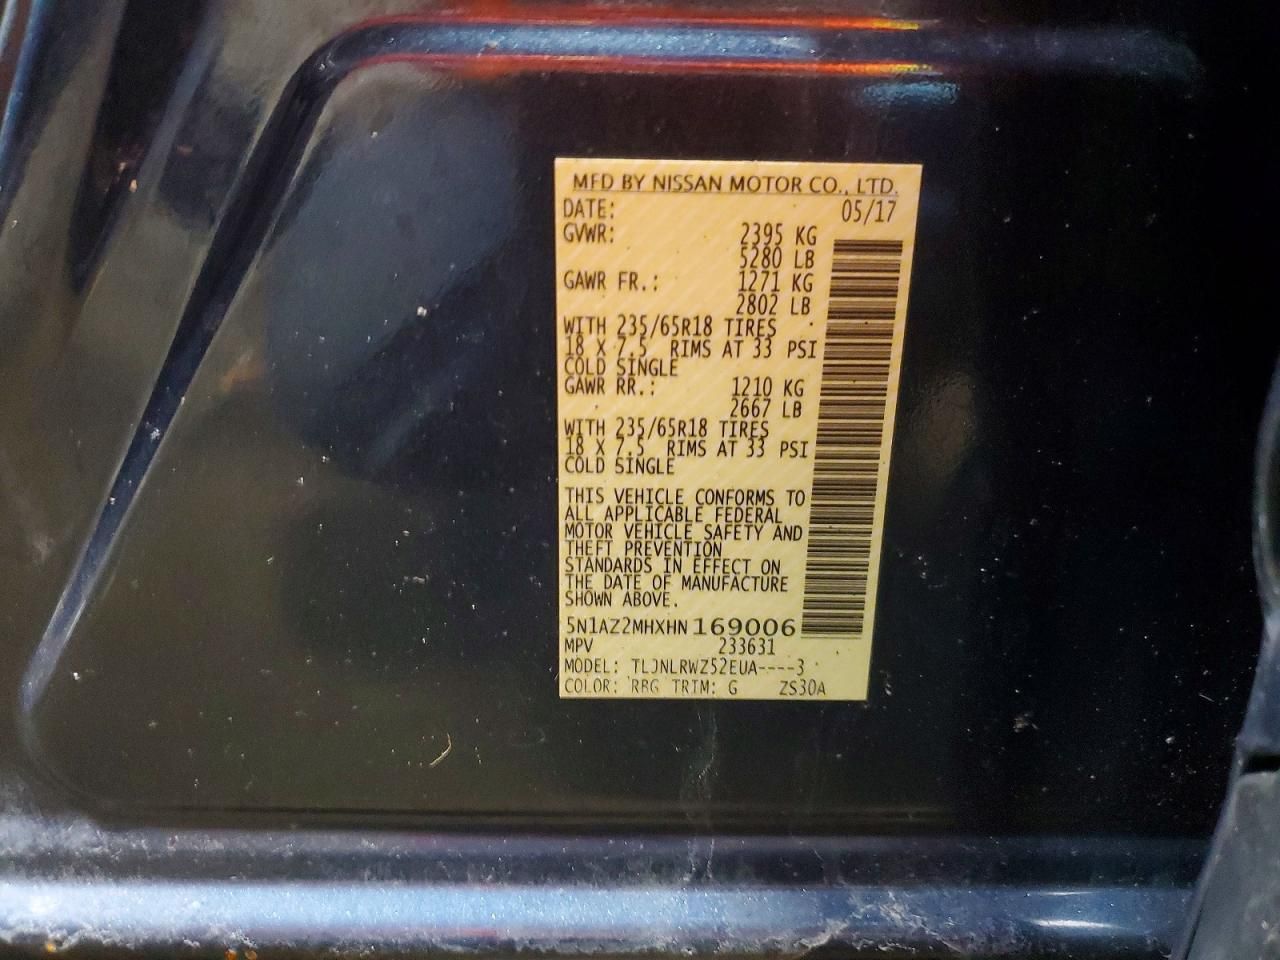 MFD BY NISSAN MOTOR CO., LTD.
DATE: 05/17
GVWR: 2395 KG
5280 LB
GAWR FR.: 1271 KG
2802 LB
WITH 235/65R18 TIRES
18 X 7.5 RIMS AT 33 PSI
COLD SINGLE
GAWR RR.: 1210 KG
2667 LB
WITH 235/65R18 TIRES
18 X 7.5 RIMS AT 33 PSI
COLD SINGLE
THIS VEHICLE CONFORMS TO
ALL APPLICABLE FEDERAL
MOTOR VEHICLE SAFETY AND
THEFT PREVENTION
STANDARDS IN EFFECT ON
THE DATE OF MANUFACTURE
SHOWN ABOVE.
5N1AZ2MHXHN169006
MPV 233631
MODEL: TLJNLRWZ52EUA----3
COLOR: RBG TRIM: G ZS30A